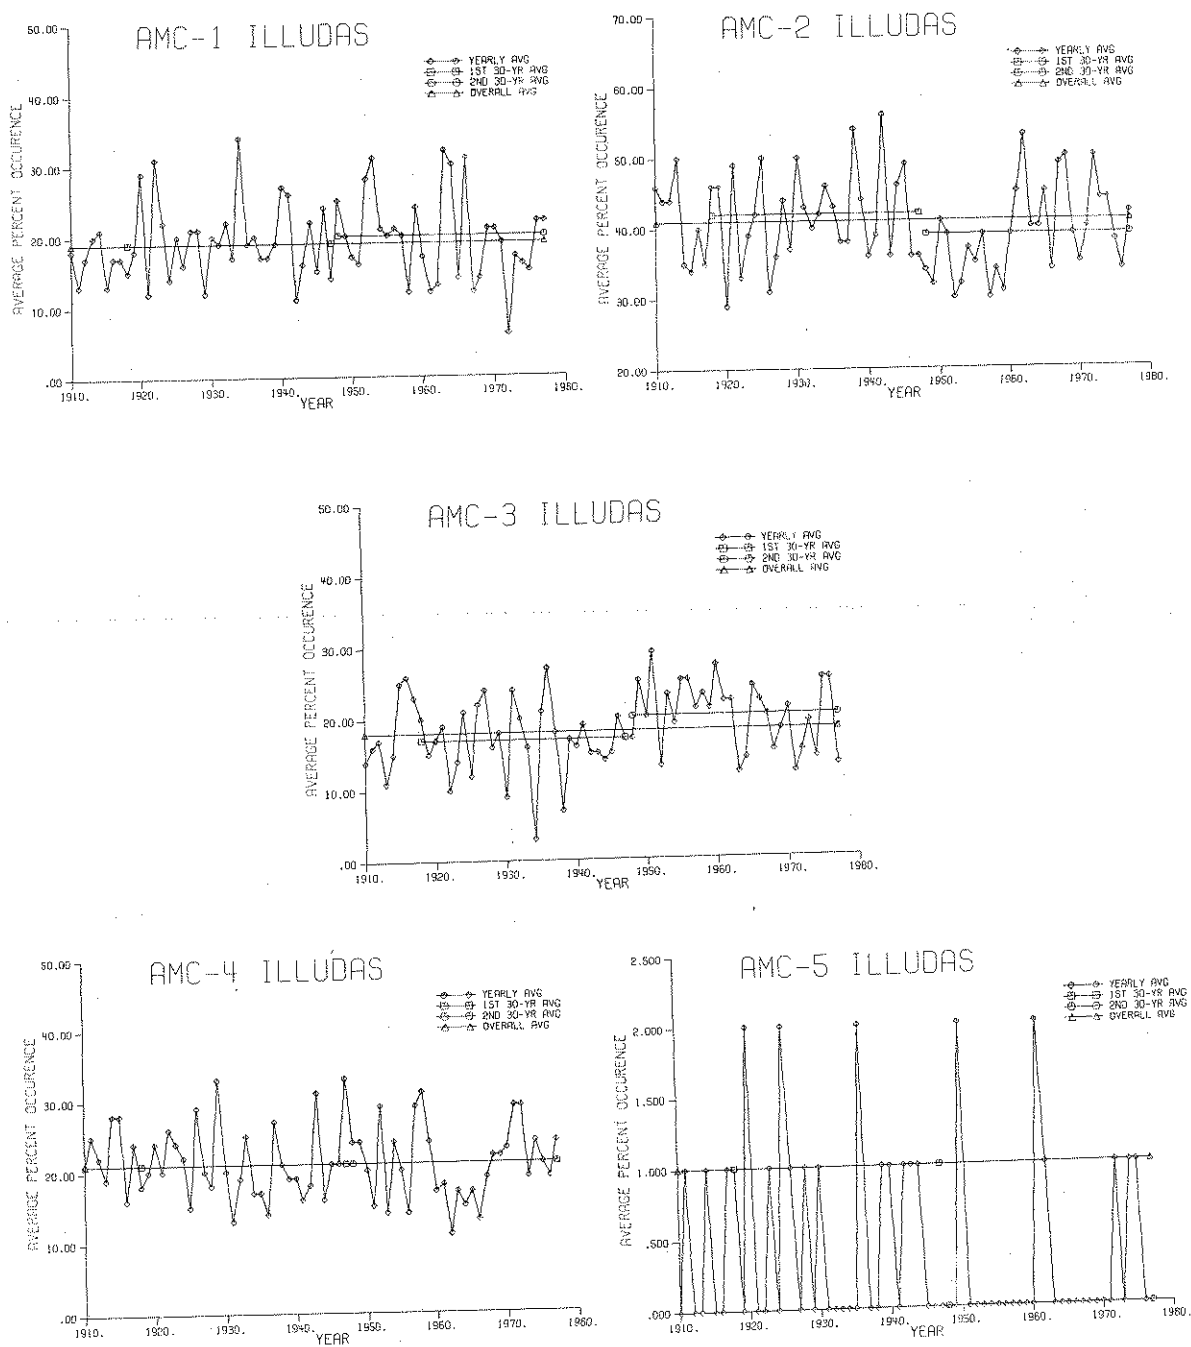 AMC-1 ILLUDAS
50.00
40.00
30.00
20.00
10.00
.00
AVERAGE PERCENT OCCURENCE
YEARLY AVG
1ST 30-YR AVG
2ND 30-YR AVG
OVERALL AVG
1910. 1920. 1930. 1940. 1950. 1960. 1970. 1980.
YEAR
AMC-2 ILLUDAS
70.00
60.00
50.00
40.00
30.00
20.00
AVERAGE PERCENT OCCURENCE
YEARLY AVG
1ST 30-YR AVG
2ND 30-YR AVG
OVERALL AVG
1910. 1920. 1930. 1940. 1950. 1960. 1970. 1980.
YEAR
AMC-3 ILLUDAS
50.00
40.00
30.00
20.00
10.00
.00
AVERAGE PERCENT OCCURENCE
YEARLY AVG
1ST 30-YR AVG
2ND 30-YR AVG
OVERALL AVG
1910. 1920. 1930. 1940. 1950. 1960. 1970. 1980.
YEAR
AMC-4 ILLUDAS
50.00
40.00
30.00
20.00
10.00
.00
AVERAGE PERCENT OCCURENCE
YEARLY AVG
1ST 30-YR AVG
2ND 30-YR AVG
OVERALL AVG
1910. 1920. 1930. 1940. 1950. 1960. 1970. 1980.
YEAR
AMC-5 ILLUDAS
2.500
2.000
1.500
1.000
.500
.000
AVERAGE PERCENT OCCURENCE
YEARLY AVG
1ST 30-YR AVG
2ND 30-YR AVG
OVERALL AVG
1910. 1920. 1930. 1940. 1950. 1960. 1970. 1980.
YEAR